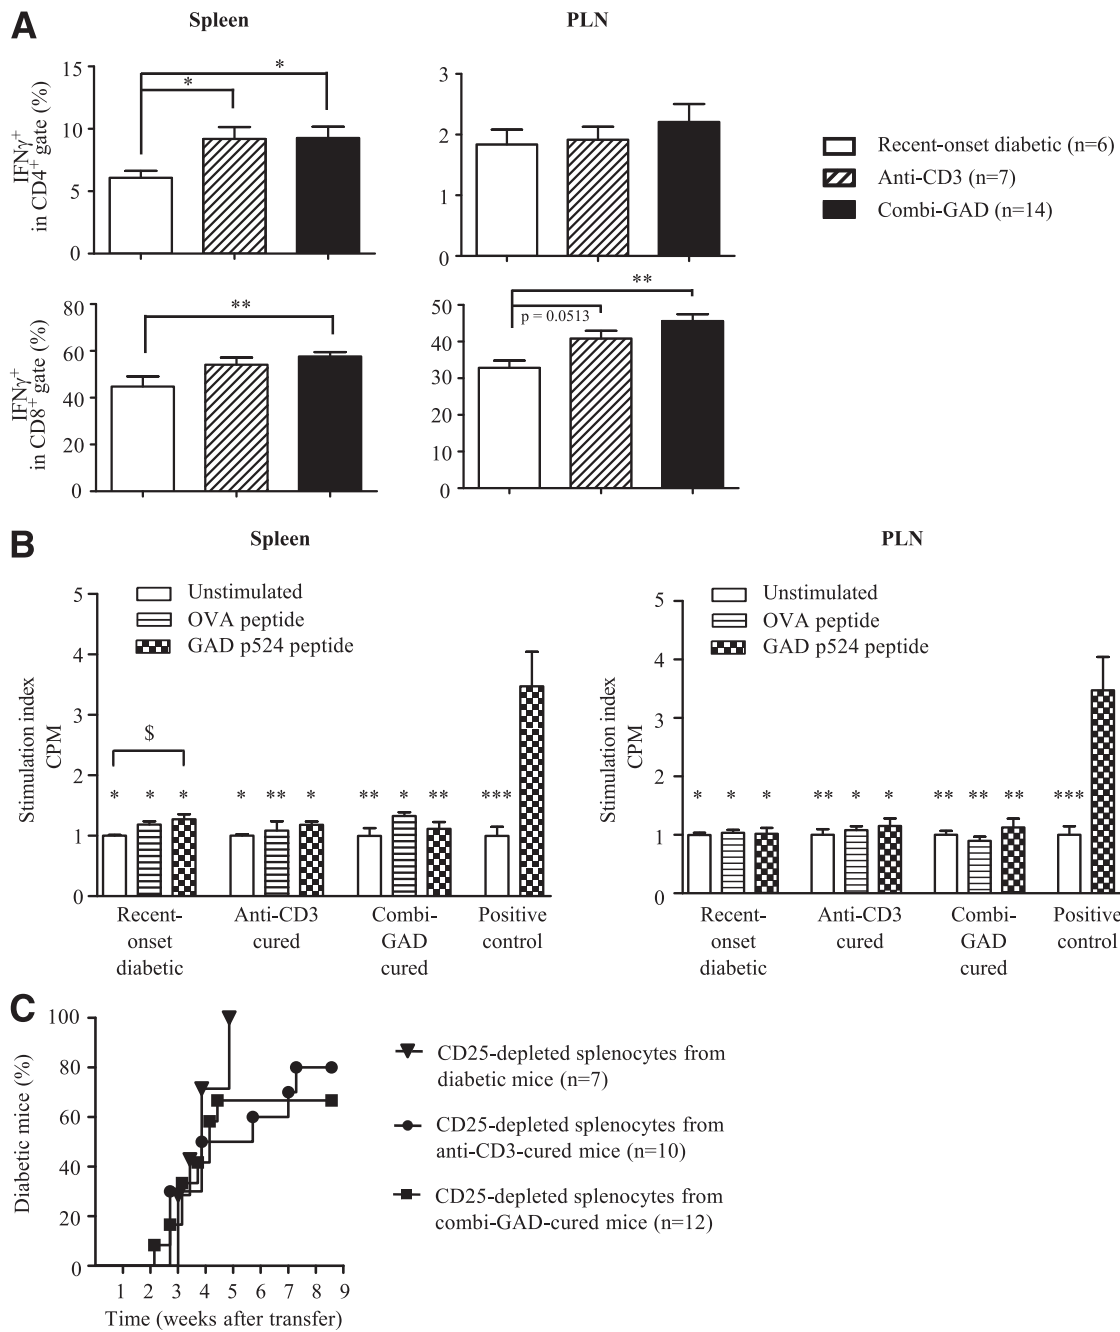 A
Spleen
PLN
IFNγ+
in CD4+ gate (%)
15
10
5
0
*
*
3
2
1
0
Recent-onset diabetic (n=6)
Anti-CD3 (n=7)
Combi-GAD (n=14)
IFNγ+
in CD8+ gate (%)
80
60
40
20
0
**
50
40
30
20
10
0
**
p = 0.0513
B
Spleen
PLN
Stimulation index
CPM
5
4
3
2
1
0
Unstimulated
OVA peptide
GAD p524 peptide
$
* * * * ** * ** * ** ***
Recent-
onset
diabetic
Anti-CD3
cured
Combi-
GAD
cured
Positive
control
Stimulation index
CPM
5
4
3
2
1
0
Unstimulated
OVA peptide
GAD p524 peptide
* * * ** * * ** ** ** ***
Recent-
onset
diabetic
Anti-CD3
cured
Combi-
GAD
cured
Positive
control
C
Diabetic mice (%)
100
80
60
40
20
0
1 2 3 4 5 6 7 8 9
Time (weeks after transfer)
CD25-depleted splenocytes from
diabetic mice (n=7)
CD25-depleted splenocytes from
anti-CD3-cured mice (n=10)
CD25-depleted splenocytes from
combi-GAD-cured mice (n=12)